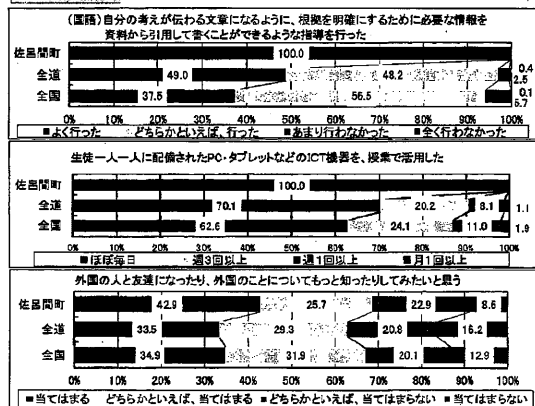 (国語)自分の考えが伝わる文章になるように、根拠を明確にするために必要な情報を
資料から引用して書くことができるような指導を行った
佐呂間町 100.0
全道 49.0 48.2 2.5 0.4
全国 37.6 56.5 5.7 0.1
0% 10% 20% 30% 40% 50% 60% 70% 80% 90% 100%
■よく行った どちらかといえば、行った ■あまり行わなかった ■全く行わなかった
生徒一人一人に配備されたPC・タブレットなどのICT機器を、授業で活用した
佐呂間町 100.0
全道 70.1 20.2 8.1 1.1
全国 62.6 24.1 11.0 1.9
0% 10% 20% 30% 40% 50% 60% 70% 80% 90% 100%
■ほぼ毎日 週3回以上 ■週1回以上 ■月1回以上
外国の人と友達になったり、外国のことについてもっと知ったりしてみたいと思う
佐呂間町 42.9 25.7 22.9 8.6
全道 33.5 29.3 20.8 16.2
全国 34.9 31.9 20.1 12.9
0% 10% 20% 30% 40% 50% 60% 70% 80% 90% 100%
■当てはまる どちらかといえば、当てはまる ■どちらかといえば、当てはまらない ■当てはまらない